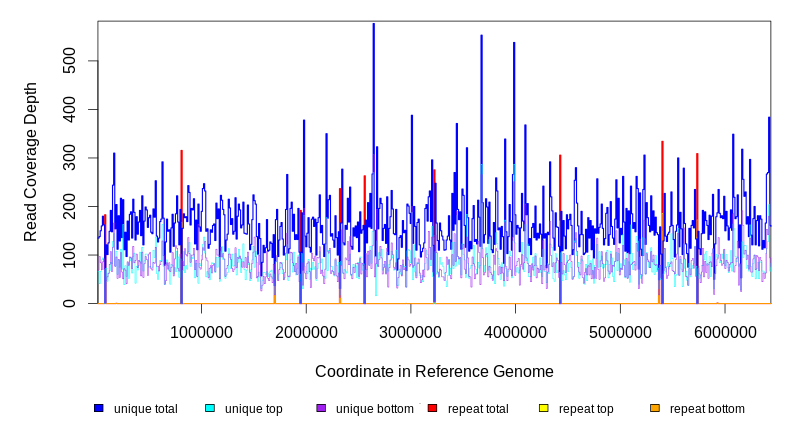 500
400
300
200
100
0
Read Coverage Depth
1000000 2000000 3000000 4000000 5000000 6000000
Coordinate in Reference Genome
unique total unique top unique bottom repeat total repeat top repeat bottom